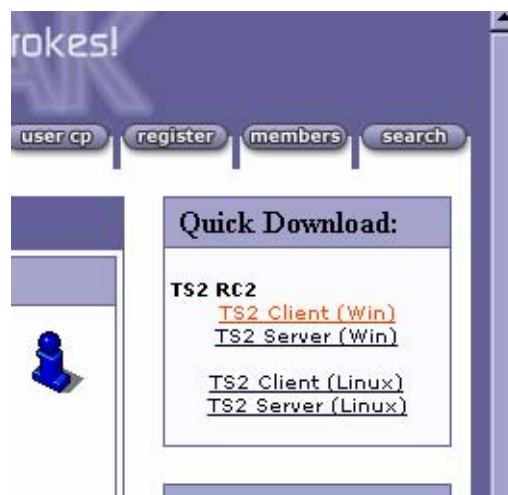 rokes!
AK
user cp register members search
Quick Download:
TS2 RC2
TS2 Client (Win)
TS2 Server (Win)
TS2 Client (Linux)
TS2 Server (Linux)